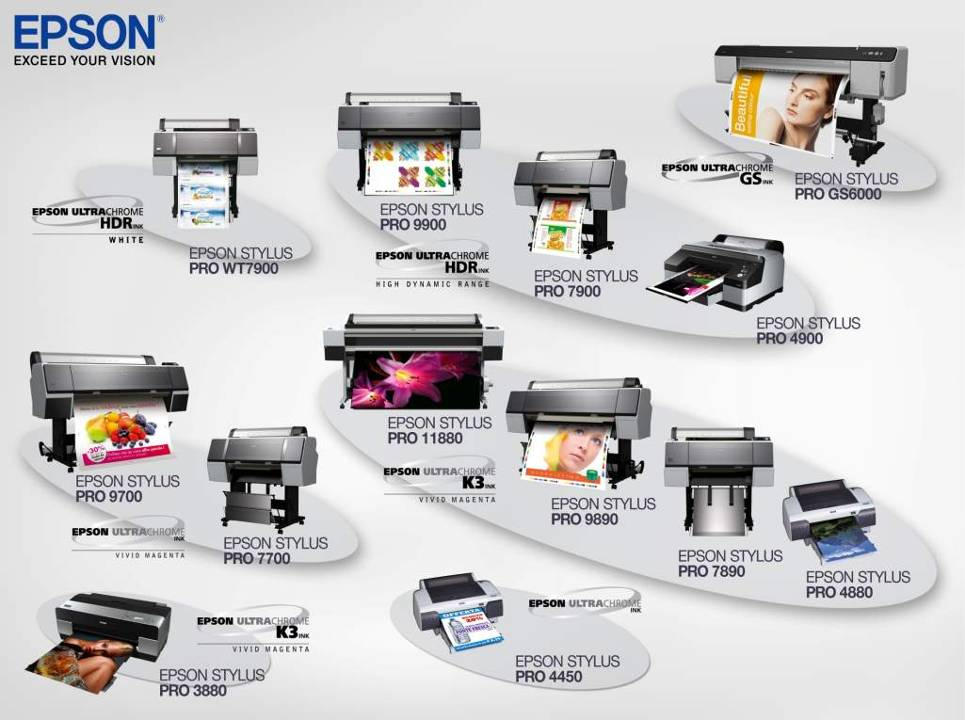 EPSON®
EXCEED YOUR VISION
Beautiful
EPSON ULTRACHROME
GS INK
EPSON STYLUS
PRO GS6000
EPSON ULTRACHROME
HDR INK
WHITE
EPSON STYLUS
PRO WT7900
EPSON STYLUS
PRO 9900
EPSON ULTRACHROME
HDR INK
HIGH DYNAMIC RANGE
EPSON STYLUS
PRO 7900
EPSON STYLUS
PRO 4900
EPSON STYLUS
PRO 11880
EPSON ULTRACHROME
K3 INK
VIVID MAGENTA
EPSON STYLUS
PRO 9890
EPSON STYLUS
PRO 7890
EPSON STYLUS
PRO 4880
-30%
EPSON STYLUS
PRO 9700
EPSON ULTRACHROME
INK
VIVID MAGENTA
EPSON STYLUS
PRO 7700
EPSON ULTRACHROME
K3 INK
VIVID MAGENTA
EPSON STYLUS
PRO 3880
OFFERTA
EPSON ULTRACHROME
INK
EPSON STYLUS
PRO 4450